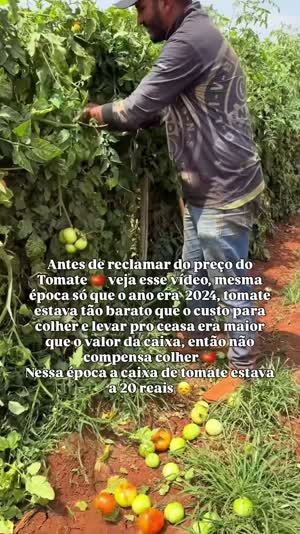 Antes de reclamar do preço do
Tomate 🍅 veja esse vídeo, mesma
época só que o ano era 2024, tomate
estava tão barato que o custo para
colher e levar pro ceasa era maior
que o valor da caixa, então não
compensa colher
Nessa época a caixa de tomate estava
a 20 reais 😥